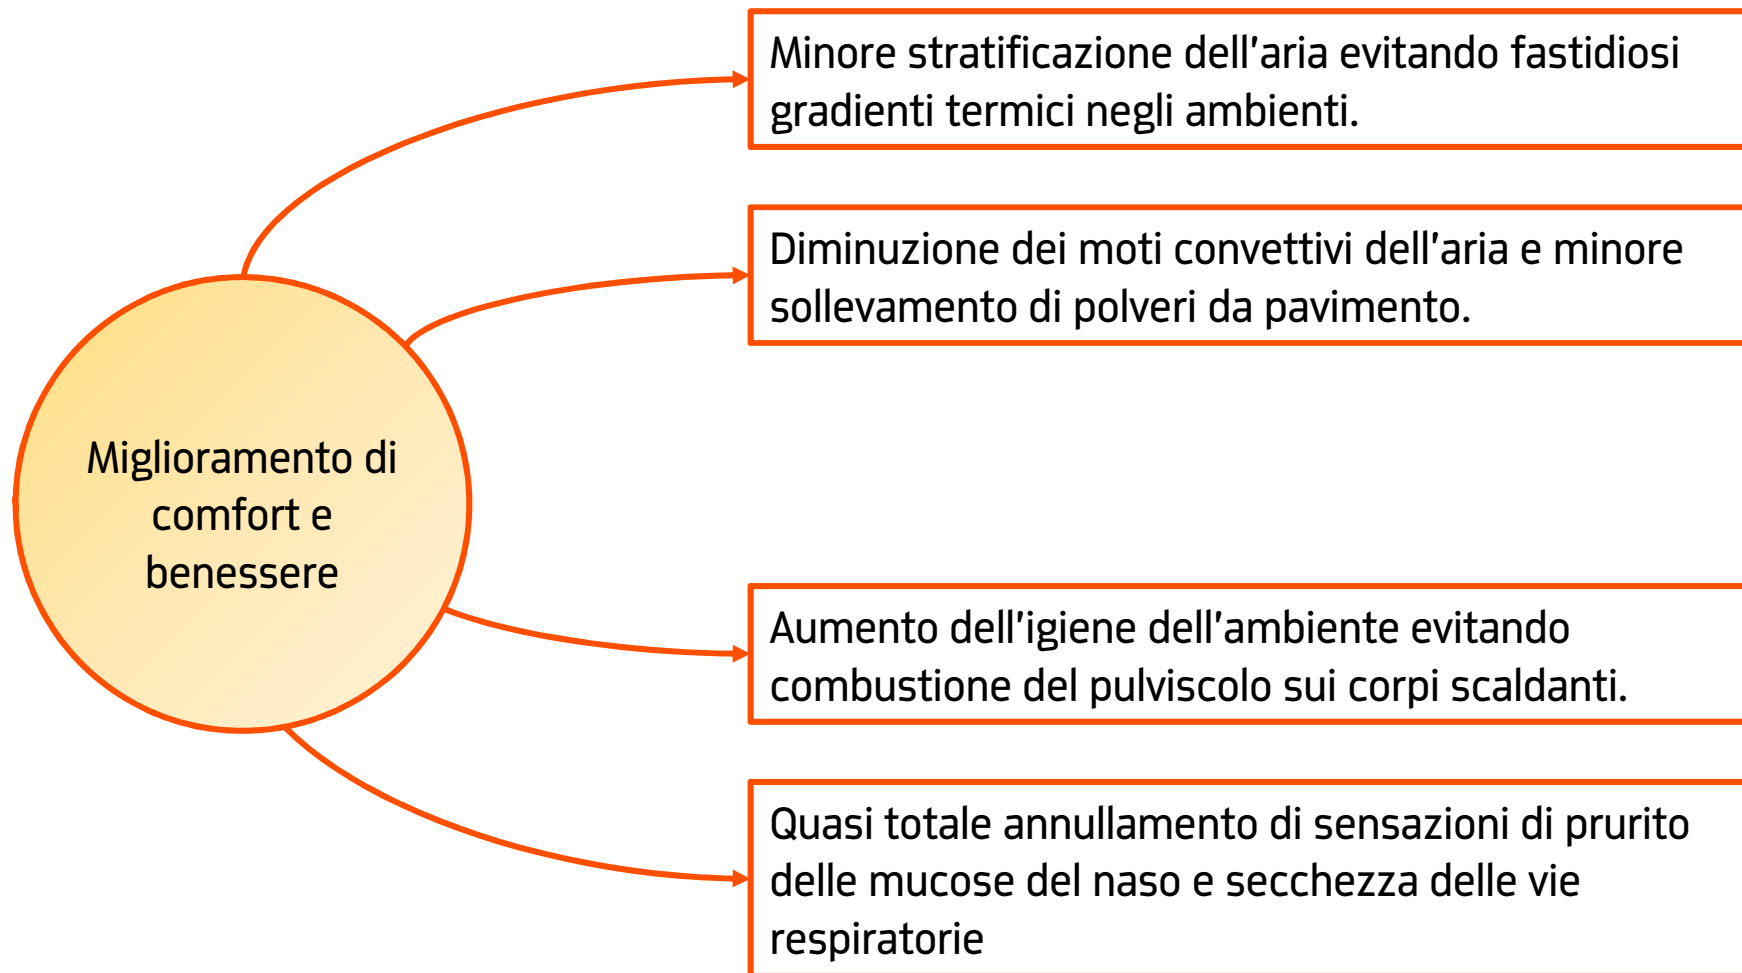 Minore stratificazione dell'aria evitando fastidiosi
gradienti termici negli ambienti.
Diminuzione dei moti convettivi dell'aria e minore
sollevamento di polveri da pavimento.
Miglioramento di
comfort e
benessere
Aumento dell'igiene dell'ambiente evitando
combustione del pulviscolo sui corpi scaldanti.
Quasi totale annullamento di sensazioni di prurito
delle mucose del naso e secchezza delle vie
respiratorie